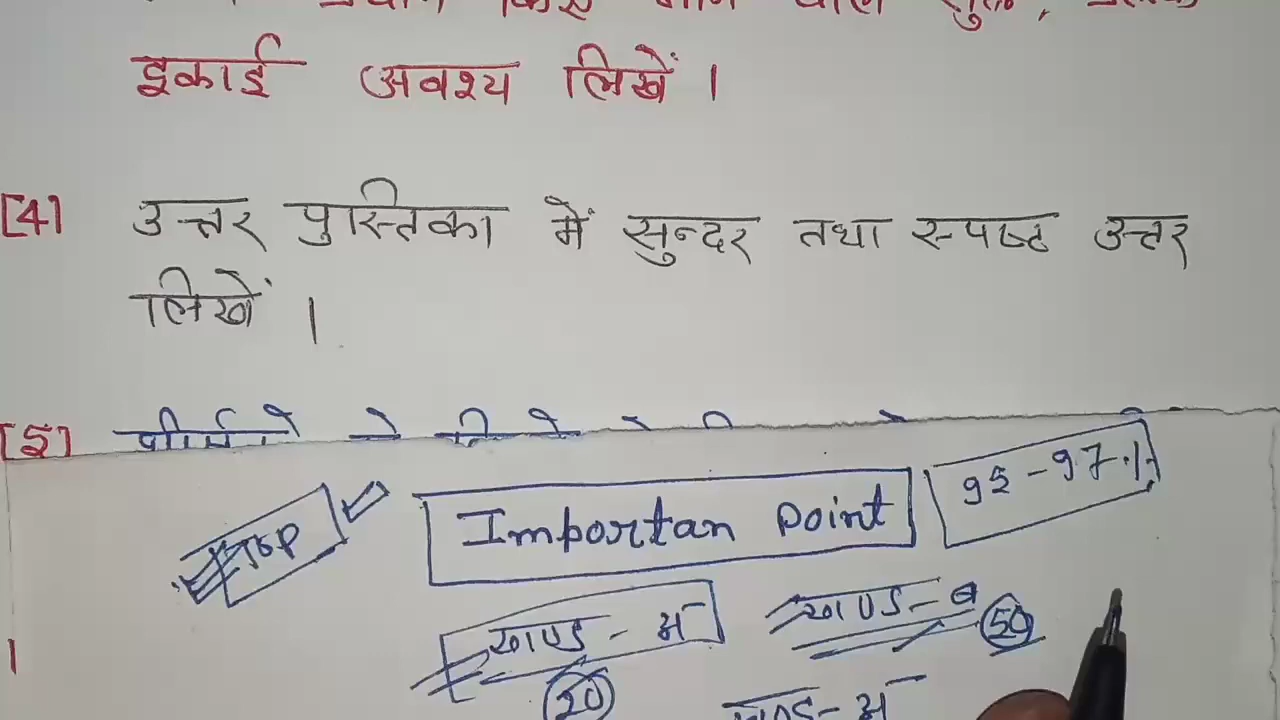 इकाई अवश्य लिखें ।
[4] उत्तर पुस्तिका में सुन्दर तथा स्पष्ट उत्तर
लिखें ।
[5]
TOP Importan Point 95-97%
खण्ड-अ खण्ड-ब 50
20 खण्ड-अ